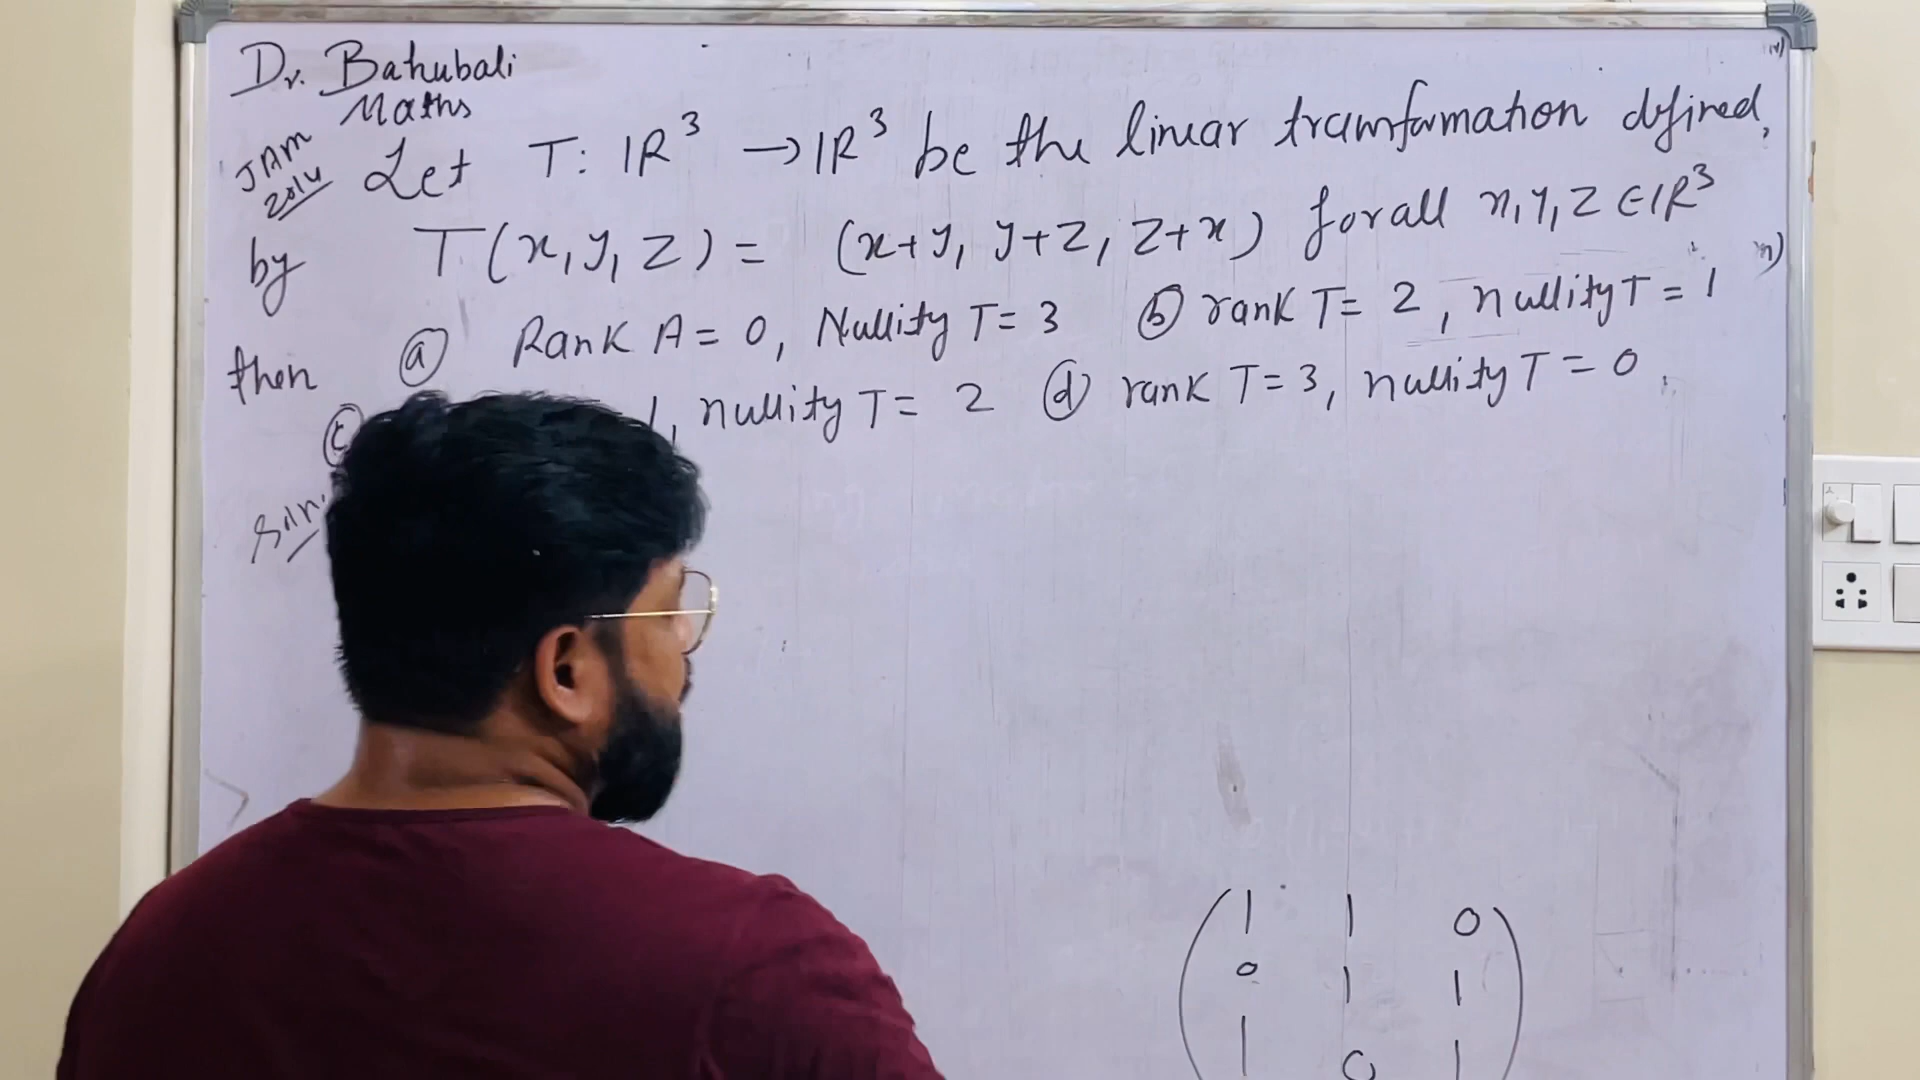 Dr. Bahubali
Maths
JAM
2014
Let T: IR³ → IR³ be the linear transformation defined,
by T(x, y, z) = (x+y, y+z, z+x) for all x, y, z ∈ IR³
then ⓐ Rank A = 0, Nullity T = 3 ⓑ rank T = 2, nullity T = 1
ⓒ 1, nullity T = 2 ⓓ rank T = 3, nullity T = 0
Soln.
1 1 0
0 1 1
1 0 1